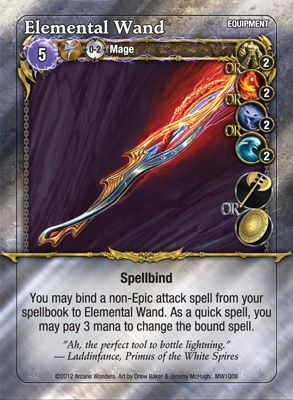 Elemental Wand
EQUIPMENT
5 0-2 Mage
2
OR
2
OR
2
OR
2
OR
Spellbind
You may bind a non-Epic attack spell from your
spellbook to Elemental Wand. As a quick spell, you
may pay 3 mana to change the bound spell.
"Ah, the perfect tool to bottle lightning."
— Laddinfance, Primus of the White Spires
©2012 Arcane Wonders. Art by Drew Baker & Jeremy McHugh. MW1Q08